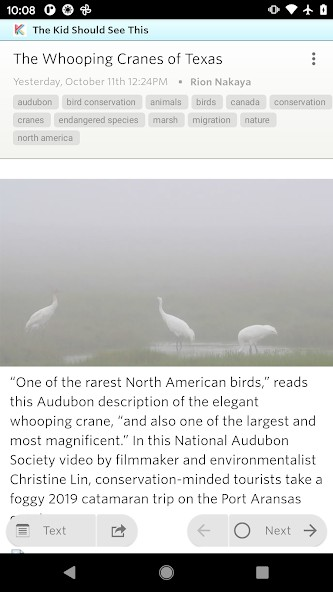 10:08
The Kid Should See This
The Whooping Cranes of Texas
Yesterday, October 11th 12:24PM • Rion Nakaya
audubon bird conservation animals birds canada conservation
cranes endangered species marsh migration nature
north america
“One of the rarest North American birds,” reads
this Audubon description of the elegant
whooping crane, “and also one of the largest and
most magnificent.” In this National Audubon
Society video by filmmaker and environmentalist
Christine Lin, conservation-minded tourists take a
foggy 2019 catamaran trip on the Port Aransas
Text Next